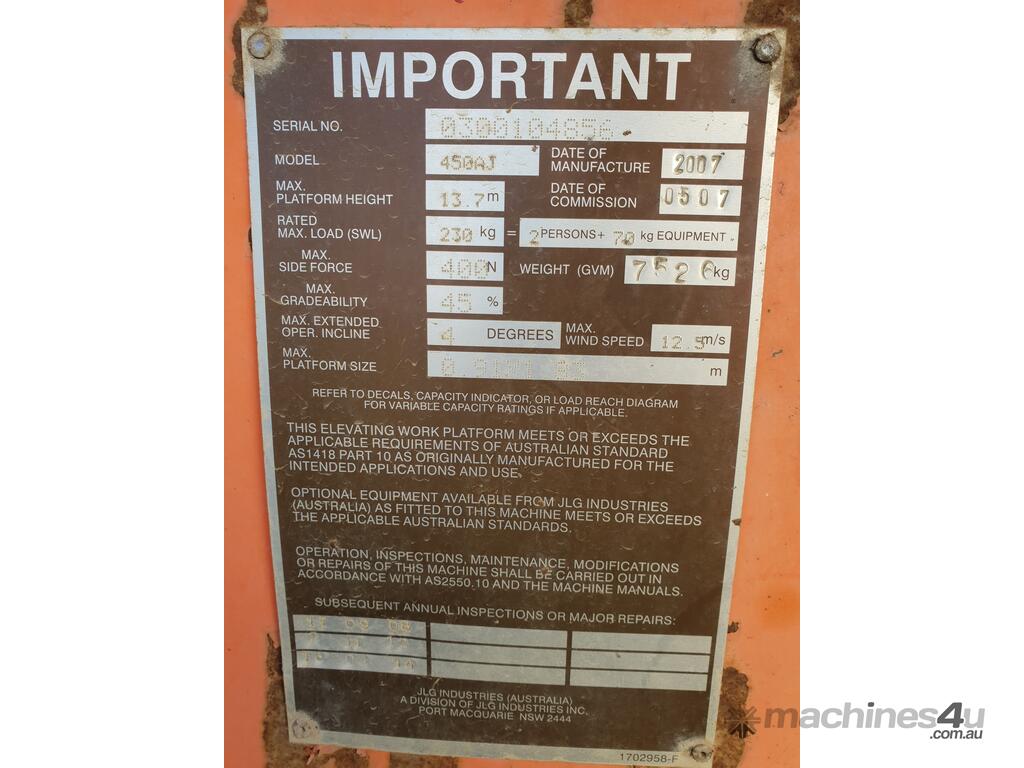 IMPORTANT
SERIAL NO. 0300104856
MODEL 450AJ DATE OF MANUFACTURE 2007
MAX. PLATFORM HEIGHT 13.7 m DATE OF COMMISSION 0507
RATED MAX. LOAD (SWL) 230 kg = 2 PERSONS + 70 kg EQUIPMENT
MAX. SIDE FORCE 400 N WEIGHT (GVM) 7526 kg
MAX. GRADEABILITY 45 %
MAX. EXTENDED OPER. INCLINE 4 DEGREES MAX. WIND SPEED 12.5 m/s
MAX. PLATFORM SIZE m
REFER TO DECALS, CAPACITY INDICATOR, OR LOAD REACH DIAGRAM
FOR VARIABLE CAPACITY RATINGS IF APPLICABLE.
THIS ELEVATING WORK PLATFORM MEETS OR EXCEEDS THE
APPLICABLE REQUIREMENTS OF AUSTRALIAN STANDARD
AS1418 PART 10 AS ORIGINALLY MANUFACTURED FOR THE
INTENDED APPLICATIONS AND USE.
OPTIONAL EQUIPMENT AVAILABLE FROM JLG INDUSTRIES
(AUSTRALIA) AS FITTED TO THIS MACHINE MEETS OR EXCEEDS
THE APPLICABLE AUSTRALIAN STANDARDS.
OPERATION, INSPECTIONS, MAINTENANCE, MODIFICATIONS
OR REPAIRS OF THIS MACHINE SHALL BE CARRIED OUT IN
ACCORDANCE WITH AS2550.10 AND THE MACHINE MANUALS.
SUBSEQUENT ANNUAL INSPECTIONS OR MAJOR REPAIRS:
JLG INDUSTRIES (AUSTRALIA)
A DIVISION OF JLG INDUSTRIES INC.
PORT MACQUARIE NSW 2444
1702958-F
machines4u
.com.au